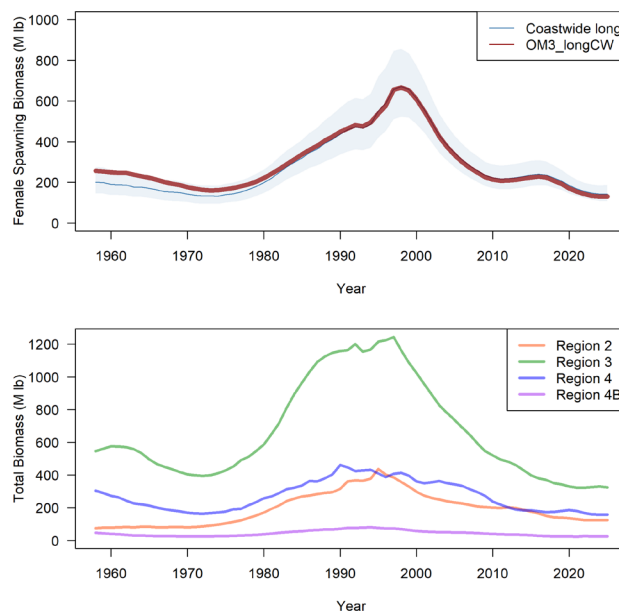 Female Spawning Biomass (M lb)
1000
800
600
400
200
0
Coastwide long
OM3_longCW
1960 1970 1980 1990 2000 2010 2020
Year
Total Biomass (M lb)
1200
1000
800
600
400
200
0
Region 2
Region 3
Region 4
Region 4B
1960 1970 1980 1990 2000 2010 2020
Year